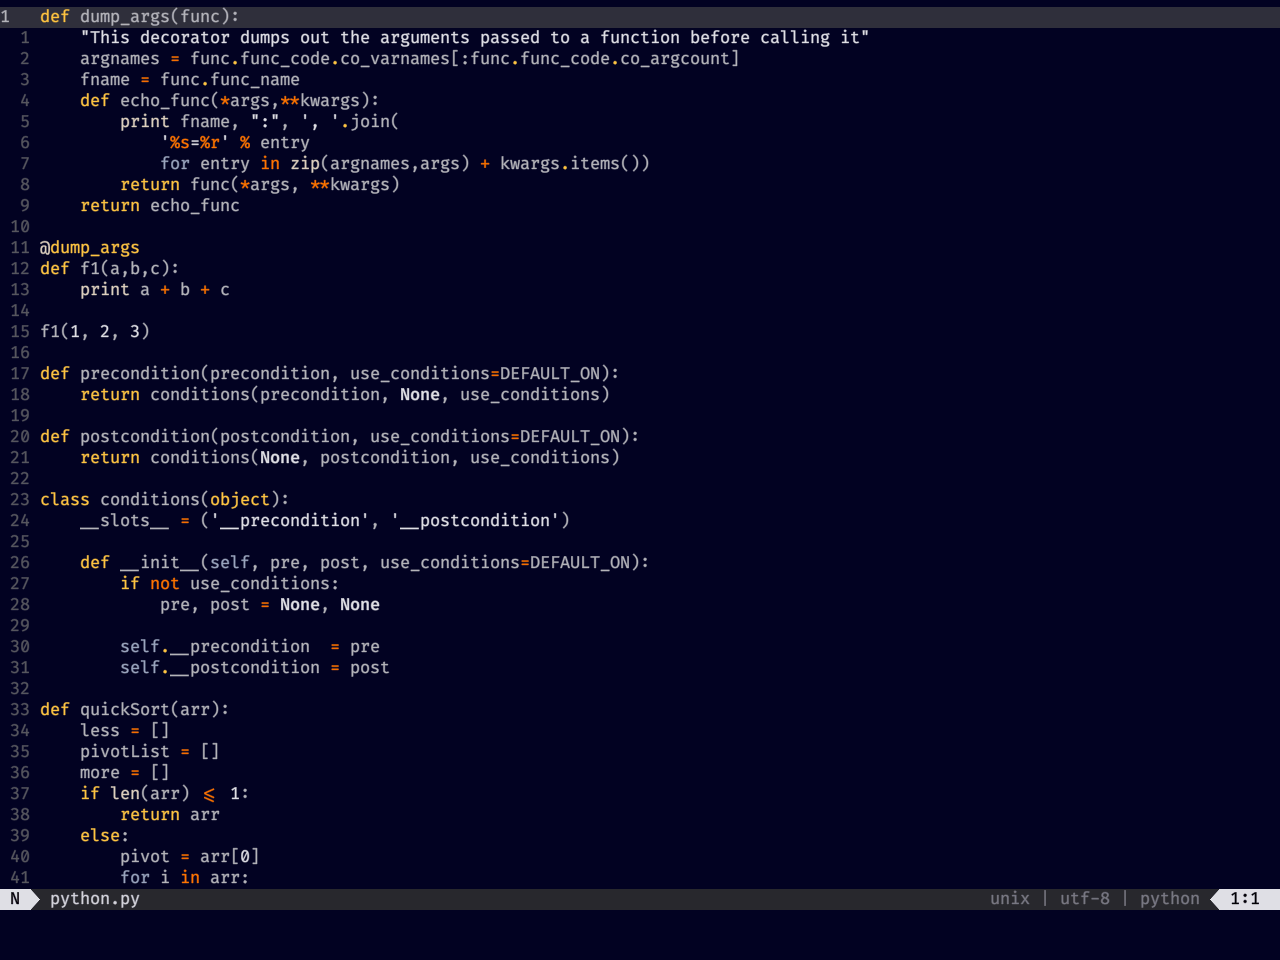 1   def dump_args(func):
  1     "This decorator dumps out the arguments passed to a function before calling it"
  2     argnames = func.func_code.co_varnames[:func.func_code.co_argcount]
  3     fname = func.func_name
  4     def echo_func(*args,**kwargs):
  5         print fname, ":", ', '.join(
  6             '%s=%r' % entry
  7             for entry in zip(argnames,args) + kwargs.items())
  8         return func(*args, **kwargs)
  9     return echo_func
 10
 11 @dump_args
 12 def f1(a,b,c):
 13     print a + b + c
 14
 15 f1(1, 2, 3)
 16
 17 def precondition(precondition, use_conditions=DEFAULT_ON):
 18     return conditions(precondition, None, use_conditions)
 19
 20 def postcondition(postcondition, use_conditions=DEFAULT_ON):
 21     return conditions(None, postcondition, use_conditions)
 22
 23 class conditions(object):
 24     __slots__ = ('__precondition', '__postcondition')
 25
 26     def __init__(self, pre, post, use_conditions=DEFAULT_ON):
 27         if not use_conditions:
 28             pre, post = None, None
 29
 30         self.__precondition  = pre
 31         self.__postcondition = post
 32
 33 def quickSort(arr):
 34     less = []
 35     pivotList = []
 36     more = []
 37     if len(arr) <= 1:
 38         return arr
 39     else:
 40         pivot = arr[0]
 41         for i in arr:
N   python.py   unix | utf-8 | python   1:1